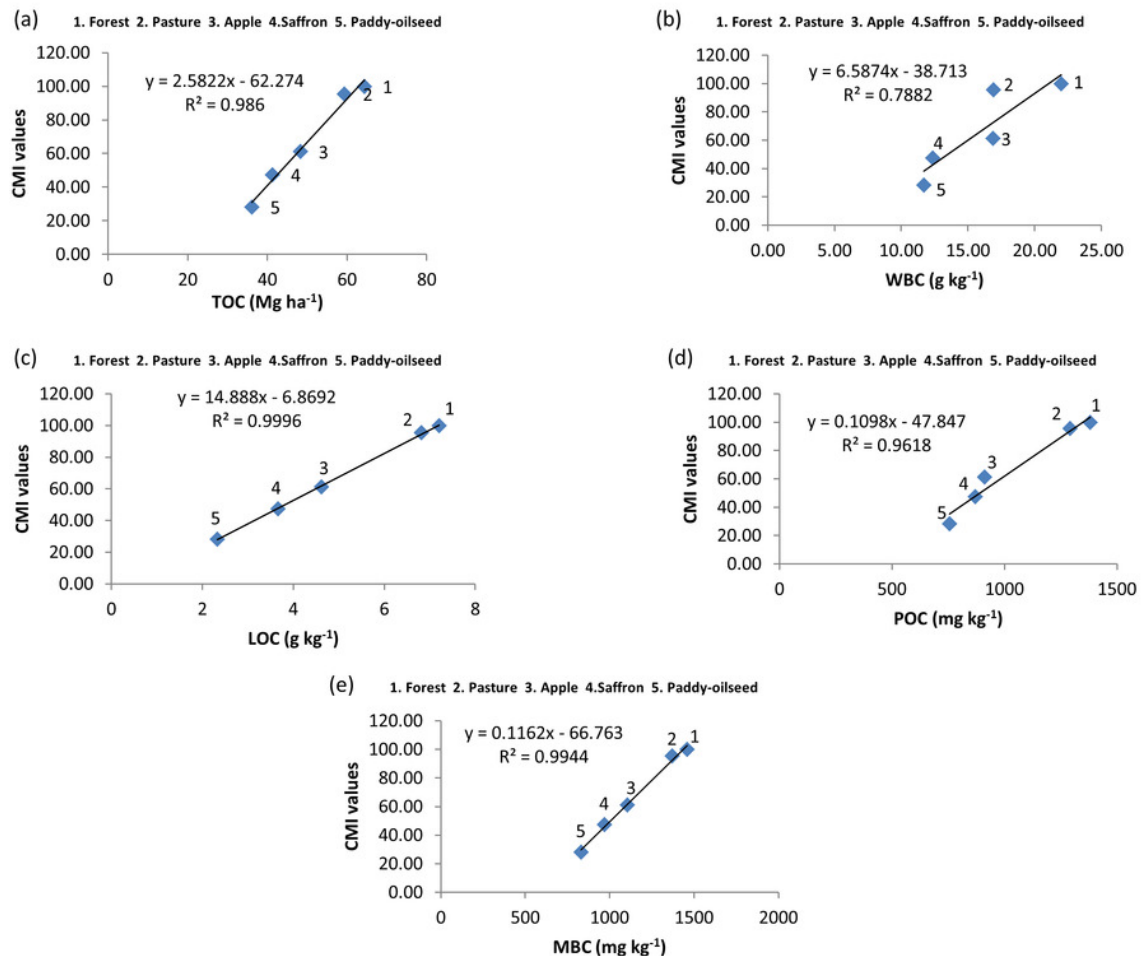 (a)
1. Forest 2. Pasture 3. Apple 4.Saffron 5. Paddy-oilseed
y = 2.5822x - 62.274
R² = 0.986
CMI values
120.00
100.00
80.00
60.00
40.00
20.00
0.00
1
2
3
4
5
0 20 40 60 80
TOC (Mg ha⁻¹)
(b)
1. Forest 2. Pasture 3. Apple 4.Saffron 5. Paddy-oilseed
y = 6.5874x - 38.713
R² = 0.7882
CMI values
120.00
100.00
80.00
60.00
40.00
20.00
0.00
2
1
4
3
5
0.00 5.00 10.00 15.00 20.00 25.00
WBC (g kg⁻¹)
(c)
1. Forest 2. Pasture 3. Apple 4.Saffron 5. Paddy-oilseed
y = 14.888x - 6.8692
R² = 0.9996
CMI values
120.00
100.00
80.00
60.00
40.00
20.00
0.00
1
2
3
4
5
0 2 4 6 8
LOC (g kg⁻¹)
(d)
1. Forest 2. Pasture 3. Apple 4.Saffron 5. Paddy-oilseed
y = 0.1098x - 47.847
R² = 0.9618
CMI values
120.00
100.00
80.00
60.00
40.00
20.00
0.00
1
2
3
4
5
0 500 1000 1500
POC (mg kg⁻¹)
(e)
1. Forest 2. Pasture 3. Apple 4.Saffron 5. Paddy-oilseed
y = 0.1162x - 66.763
R² = 0.9944
CMI values
120.00
100.00
80.00
60.00
40.00
20.00
0.00
2 1
3
4
5
0 500 1000 1500 2000
MBC (mg kg⁻¹)